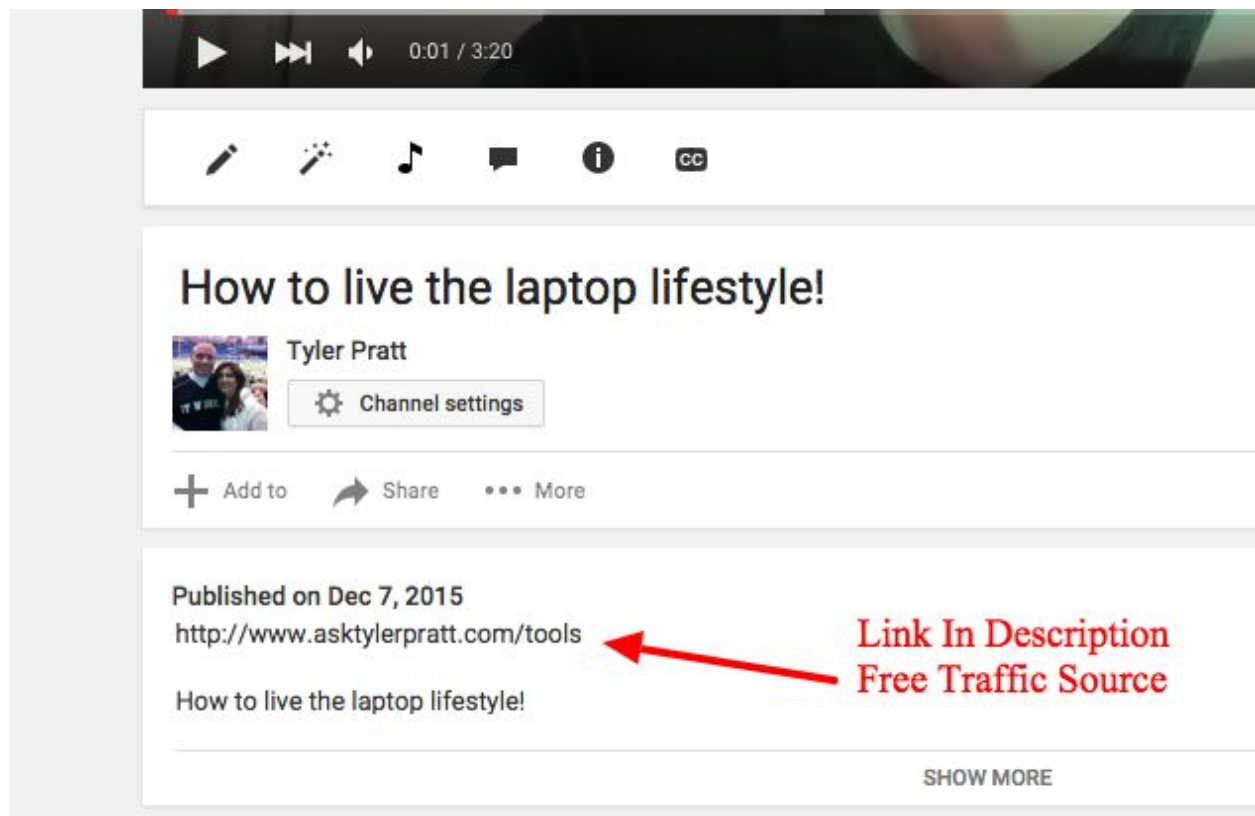 0:01 / 3:20
CC
How to live the laptop lifestyle!
Tyler Pratt
Channel settings
Add to Share More
Published on Dec 7, 2015
http://www.asktylerpratt.com/tools
Link In Description
Free Traffic Source
How to live the laptop lifestyle!
SHOW MORE